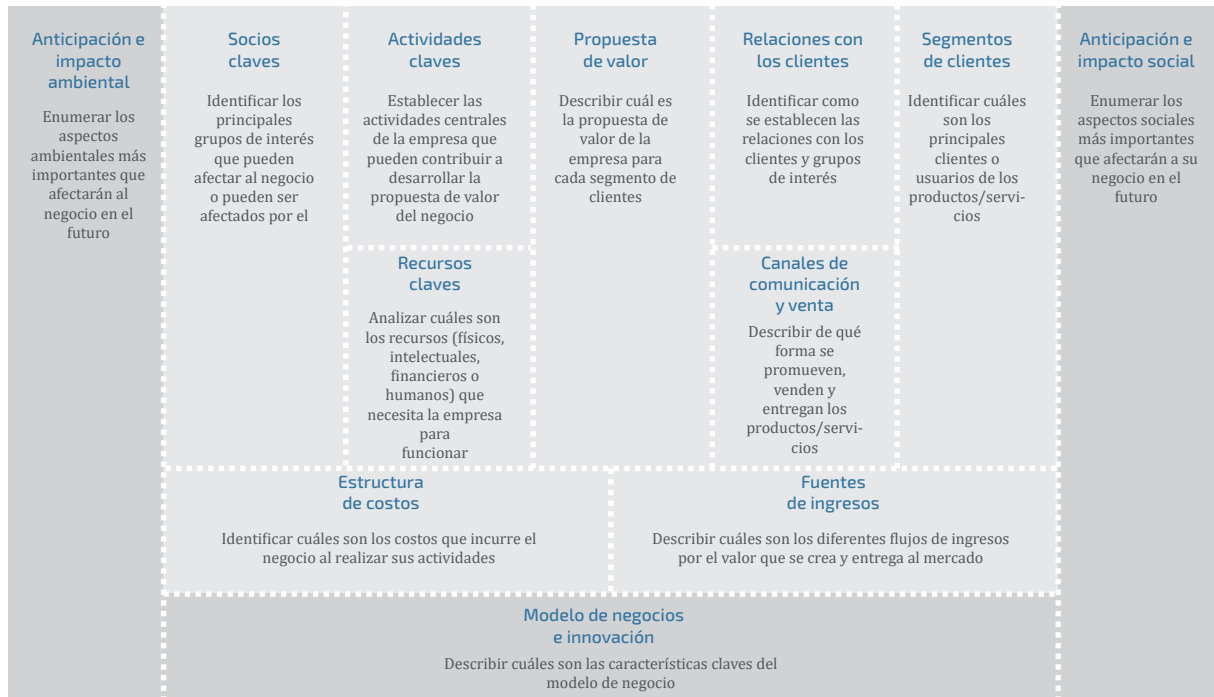 Anticipación e
impacto
ambiental
Enumerar los
aspectos
ambientales más
importantes que
afectarán al
negocio en el
futuro
Socios
claves
Identificar los
principales
grupos de interés
que pueden
afectar al negocio
o pueden ser
afectados por el
Actividades
claves
Establecer las
actividades centrales
de la empresa que
pueden contribuir a
desarrollar la
propuesta de valor
del negocio
Recursos
claves
Analizar cuáles son
los recursos (físicos,
intelectuales,
financieros o
humanos) que
necesita la empresa
para
funcionar
Propuesta
de valor
Describir cuál es
la propuesta de
valor de la
empresa para
cada segmento de
clientes
Relaciones con
los clientes
Identificar como
se establecen las
relaciones con los
clientes y grupos
de interés
Canales de
comunicación
y venta
Describir de qué
forma se
promueven,
venden y
entregan los
productos/servi-
cios
Segmentos
de clientes
Identificar cuáles
son los
principales
clientes o
usuarios de los
productos/servi-
cios
Anticipación e
impacto social
Enumerar los
aspectos sociales
más importantes
que afectarán a su
negocio en el
futuro
Estructura
de costos
Identificar cuáles son los costos que incurre el
negocio al realizar sus actividades
Fuentes
de ingresos
Describir cuáles son los diferentes flujos de ingresos
por el valor que se crea y entrega al mercado
Modelo de negocios
e innovación
Describir cuáles son las características claves del
modelo de negocio